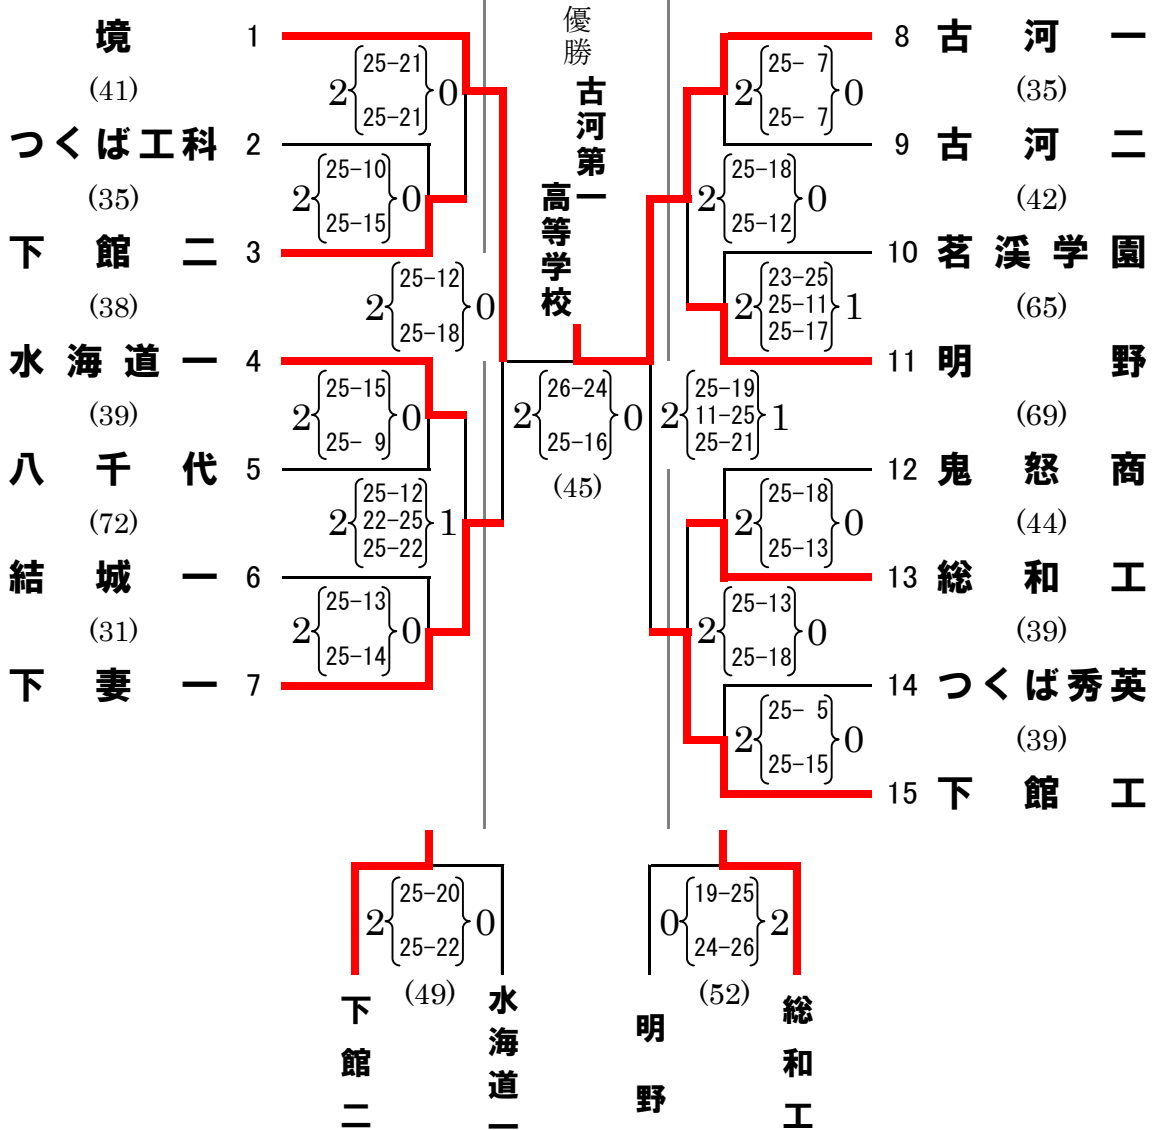 優勝
古河第一
高等学校
境 1
(41)
つくば工科 2
(35)
下館二 3
(38)
水海道一 4
(39)
八千代 5
(72)
結城一 6
(31)
下妻一 7
2 25-21 25-21 0
2 25-10 25-15 0
2 25-12 25-18 0
2 25-15 25- 9 0
2 25-12 22-25 25-22 1
2 25-13 25-14 0
2 26-24 25-16 0
(45)
8 古河一
(35)
9 古河二
(42)
10 茗渓学園
(65)
11 明野
(69)
12 鬼怒商
(44)
13 総和工
(39)
14 つくば秀英
(39)
15 下館工
2 25- 7 25- 7 0
2 25-18 25-12 0
2 23-25 25-11 25-17 1
2 25-19 11-25 25-21 1
2 25-18 25-13 0
2 25-13 25-18 0
2 25- 5 25-15 0
2 25-20 25-22 0
(49)
下館二
水海道一
0 19-25 24-26 2
(52)
明野
総和工